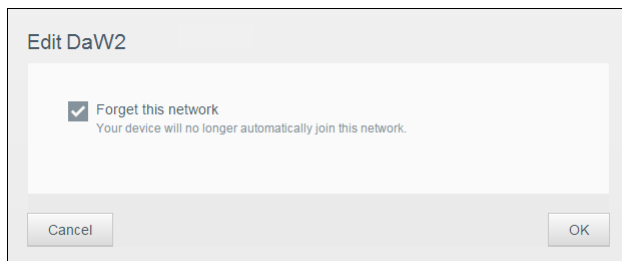 Edit DaW2
Forget this network
Your device will no longer automatically join this network.
Cancel
OK